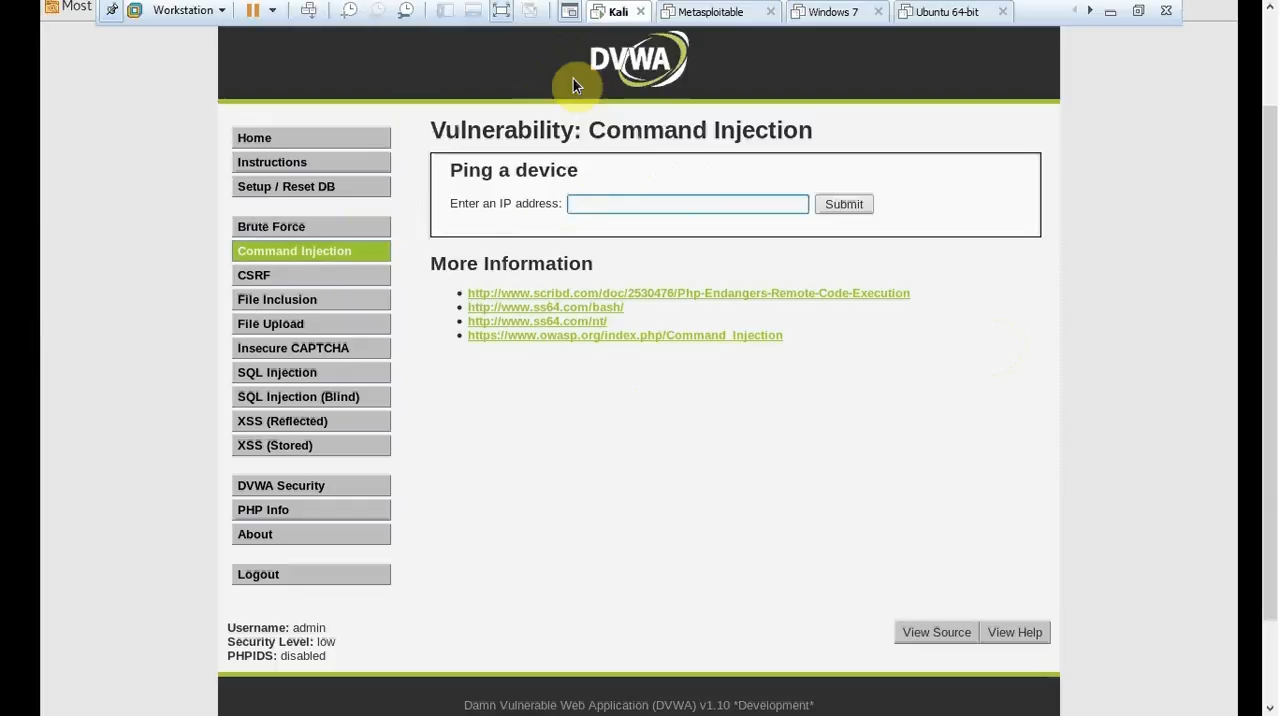 Most
Workstation
Kali
Metasploitable
Windows 7
Ubuntu 64-bit
DVWA
Home
Instructions
Setup / Reset DB
Brute Force
Command Injection
CSRF
File Inclusion
File Upload
Insecure CAPTCHA
SQL Injection
SQL Injection (Blind)
XSS (Reflected)
XSS (Stored)
DVWA Security
PHP Info
About
Logout
Vulnerability: Command Injection
Ping a device
Enter an IP address: Submit
More Information
http://www.scribd.com/doc/2530476/Php-Endangers-Remote-Code-Execution
http://www.ss64.com/bash/
http://www.ss64.com/nt/
https://www.owasp.org/index.php/Command_Injection
Username: admin
Security Level: low
PHPIDS: disabled
View Source View Help
Damn Vulnerable Web Application (DVWA) v1.10 *Development*